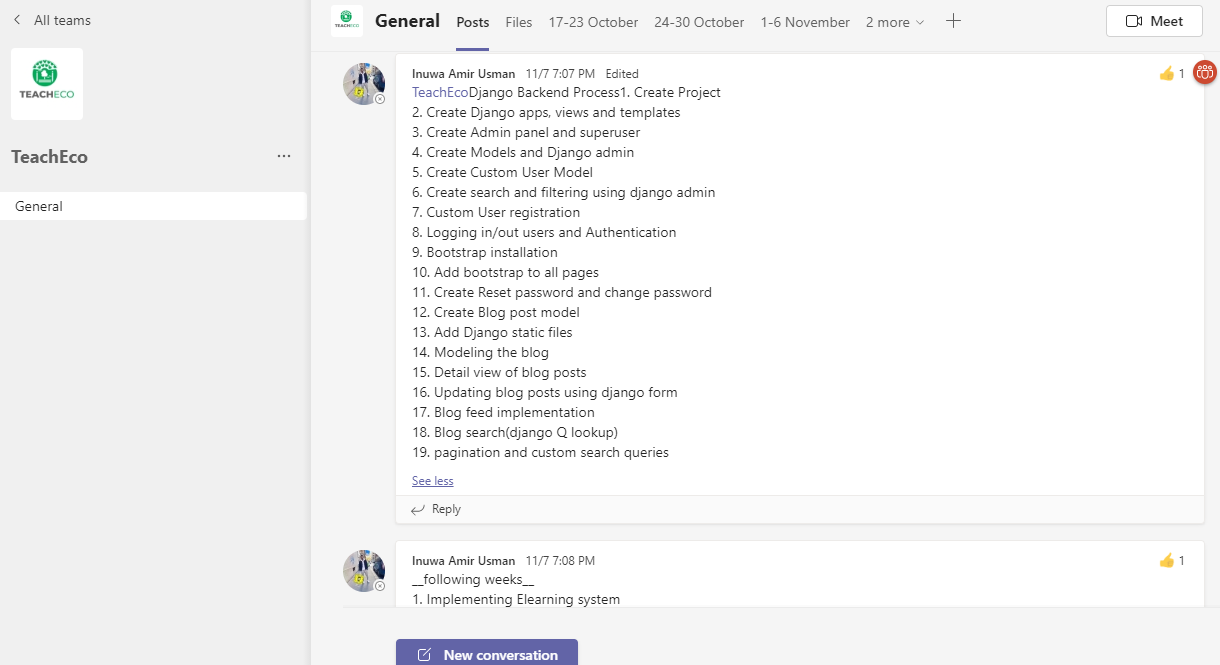 All teams
TEACHECO
TeachEco
General
TEACHECO
General
Posts
Files
17-23 October
24-30 October
1-6 November
2 more
Meet
Inuwa Amir Usman 11/7 7:07 PM Edited
1
TeachEcoDjango Backend Process1. Create Project
2. Create Django apps, views and templates
3. Create Admin panel and superuser
4. Create Models and Django admin
5. Create Custom User Model
6. Create search and filtering using django admin
7. Custom User registration
8. Logging in/out users and Authentication
9. Bootstrap installation
10. Add bootstrap to all pages
11. Create Reset password and change password
12. Create Blog post model
13. Add Django static files
14. Modeling the blog
15. Detail view of blog posts
16. Updating blog posts using django form
17. Blog feed implementation
18. Blog search(django Q lookup)
19. pagination and custom search queries
See less
Reply
Inuwa Amir Usman 11/7 7:08 PM
1
__following weeks__
1. Implementing Elearning system
New conversation